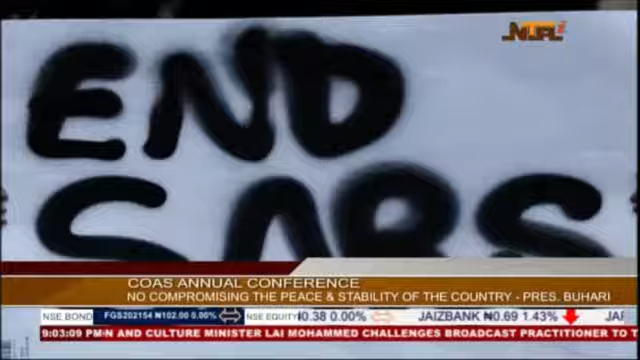 END
SARS
COAS ANNUAL CONFERENCE
NO COMPROMISING THE PEACE & STABILITY OF THE COUNTRY - PRES. BUHARI
NSE BOND FGS202154 ₦102.00 0.00% NSE EQUITY 0.38 0.00% JAIZBANK ₦0.69 1.43%
9:03:09 PM N AND CULTURE MINISTER LAI MOHAMMED CHALLENGES BROADCAST PRACTITIONER TO